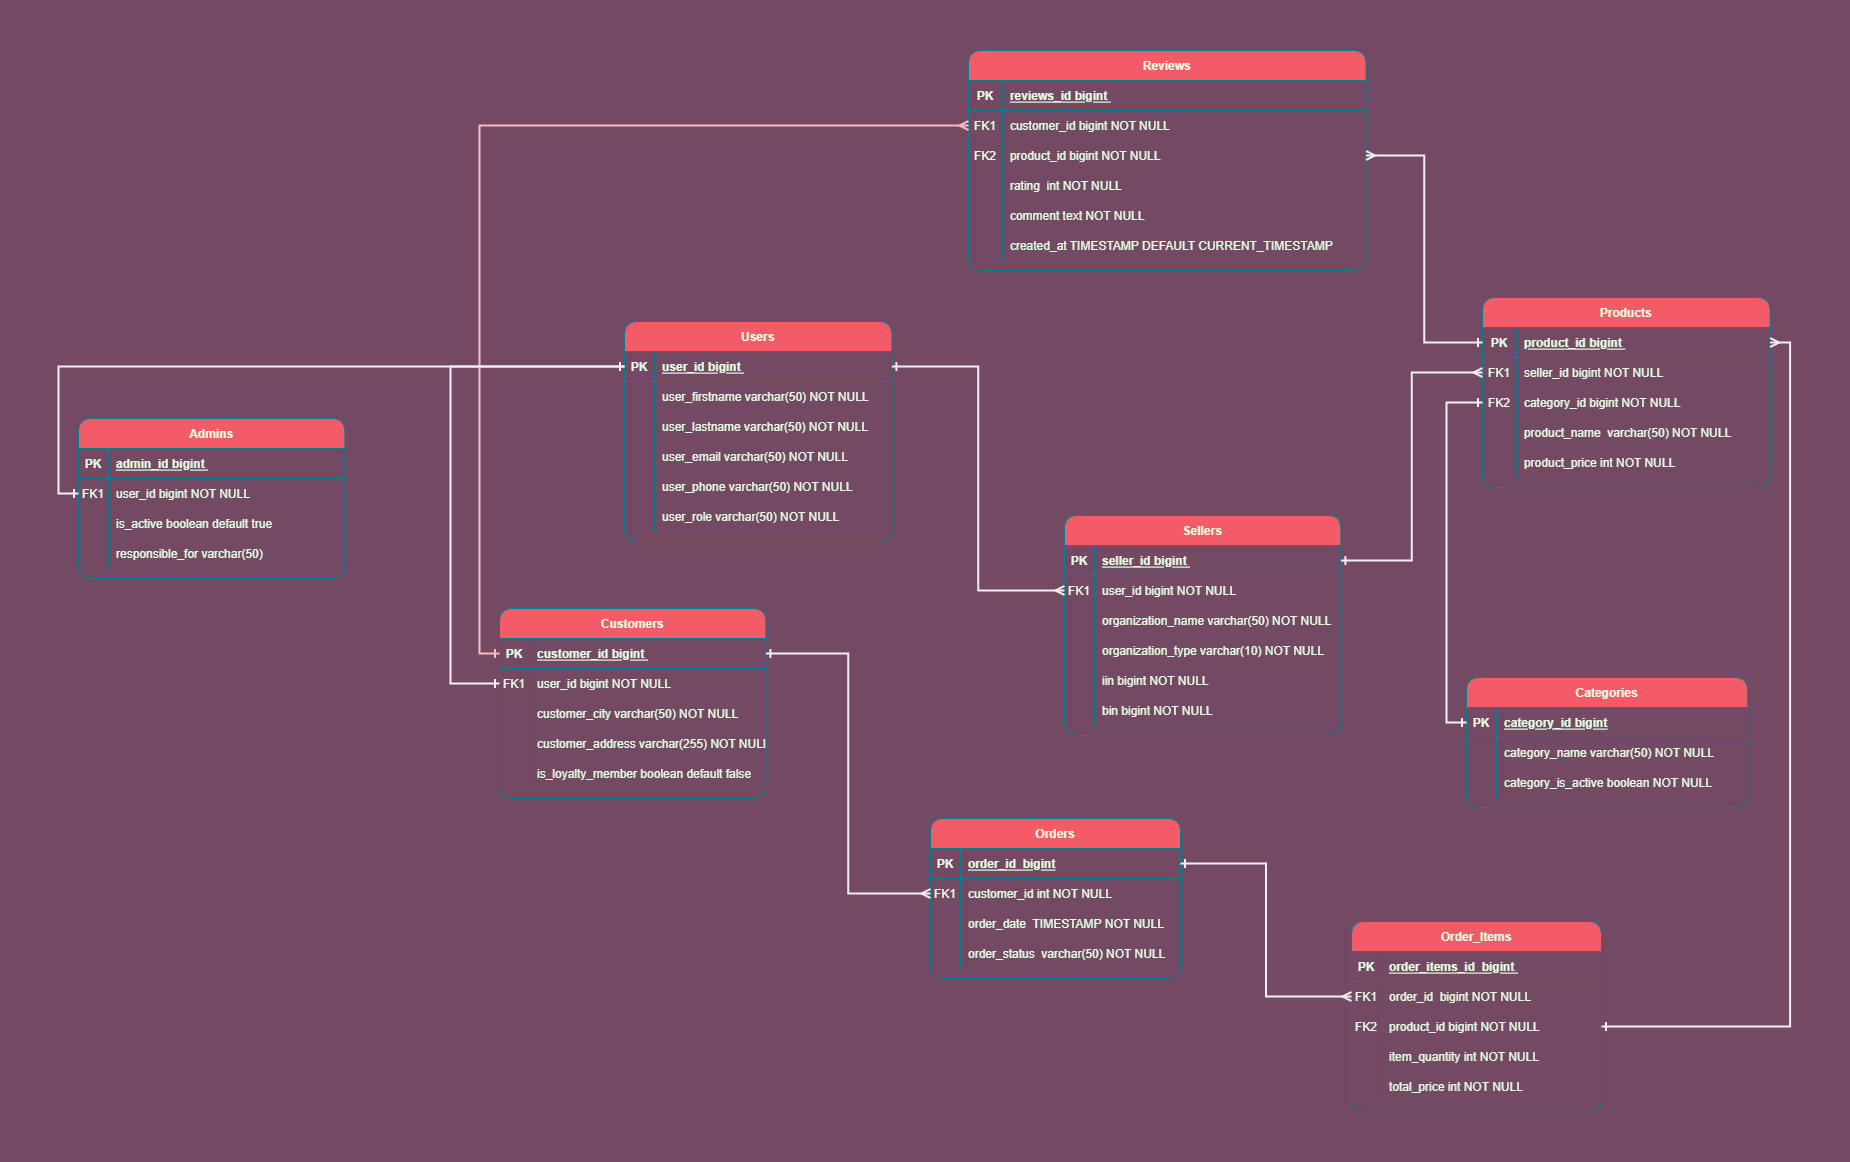 Reviews
PK reviews_id bigint
FK1 customer_id bigint NOT NULL
FK2 product_id bigint NOT NULL
rating int NOT NULL
comment text NOT NULL
created_at TIMESTAMP DEFAULT CURRENT_TIMESTAMP
Products
PK product_id bigint
FK1 seller_id bigint NOT NULL
FK2 category_id bigint NOT NULL
product_name varchar(50) NOT NULL
product_price int NOT NULL
Users
PK user_id bigint
user_firstname varchar(50) NOT NULL
user_lastname varchar(50) NOT NULL
user_email varchar(50) NOT NULL
user_phone varchar(50) NOT NULL
user_role varchar(50) NOT NULL
Admins
PK admin_id bigint
FK1 user_id bigint NOT NULL
is_active boolean default true
responsible_for varchar(50)
Sellers
PK seller_id bigint
FK1 user_id bigint NOT NULL
organization_name varchar(50) NOT NULL
organization_type varchar(10) NOT NULL
iin bigint NOT NULL
bin bigint NOT NULL
Customers
PK customer_id bigint
FK1 user_id bigint NOT NULL
customer_city varchar(50) NOT NULL
customer_address varchar(255) NOT NULL
is_loyalty_member boolean default false
Categories
PK category_id bigint
category_name varchar(50) NOT NULL
category_is_active boolean NOT NULL
Orders
PK order_id bigint
FK1 customer_id int NOT NULL
order_date TIMESTAMP NOT NULL
order_status varchar(50) NOT NULL
Order_Items
PK order_items_id bigint
FK1 order_id bigint NOT NULL
FK2 product_id bigint NOT NULL
item_quantity int NOT NULL
total_price int NOT NULL